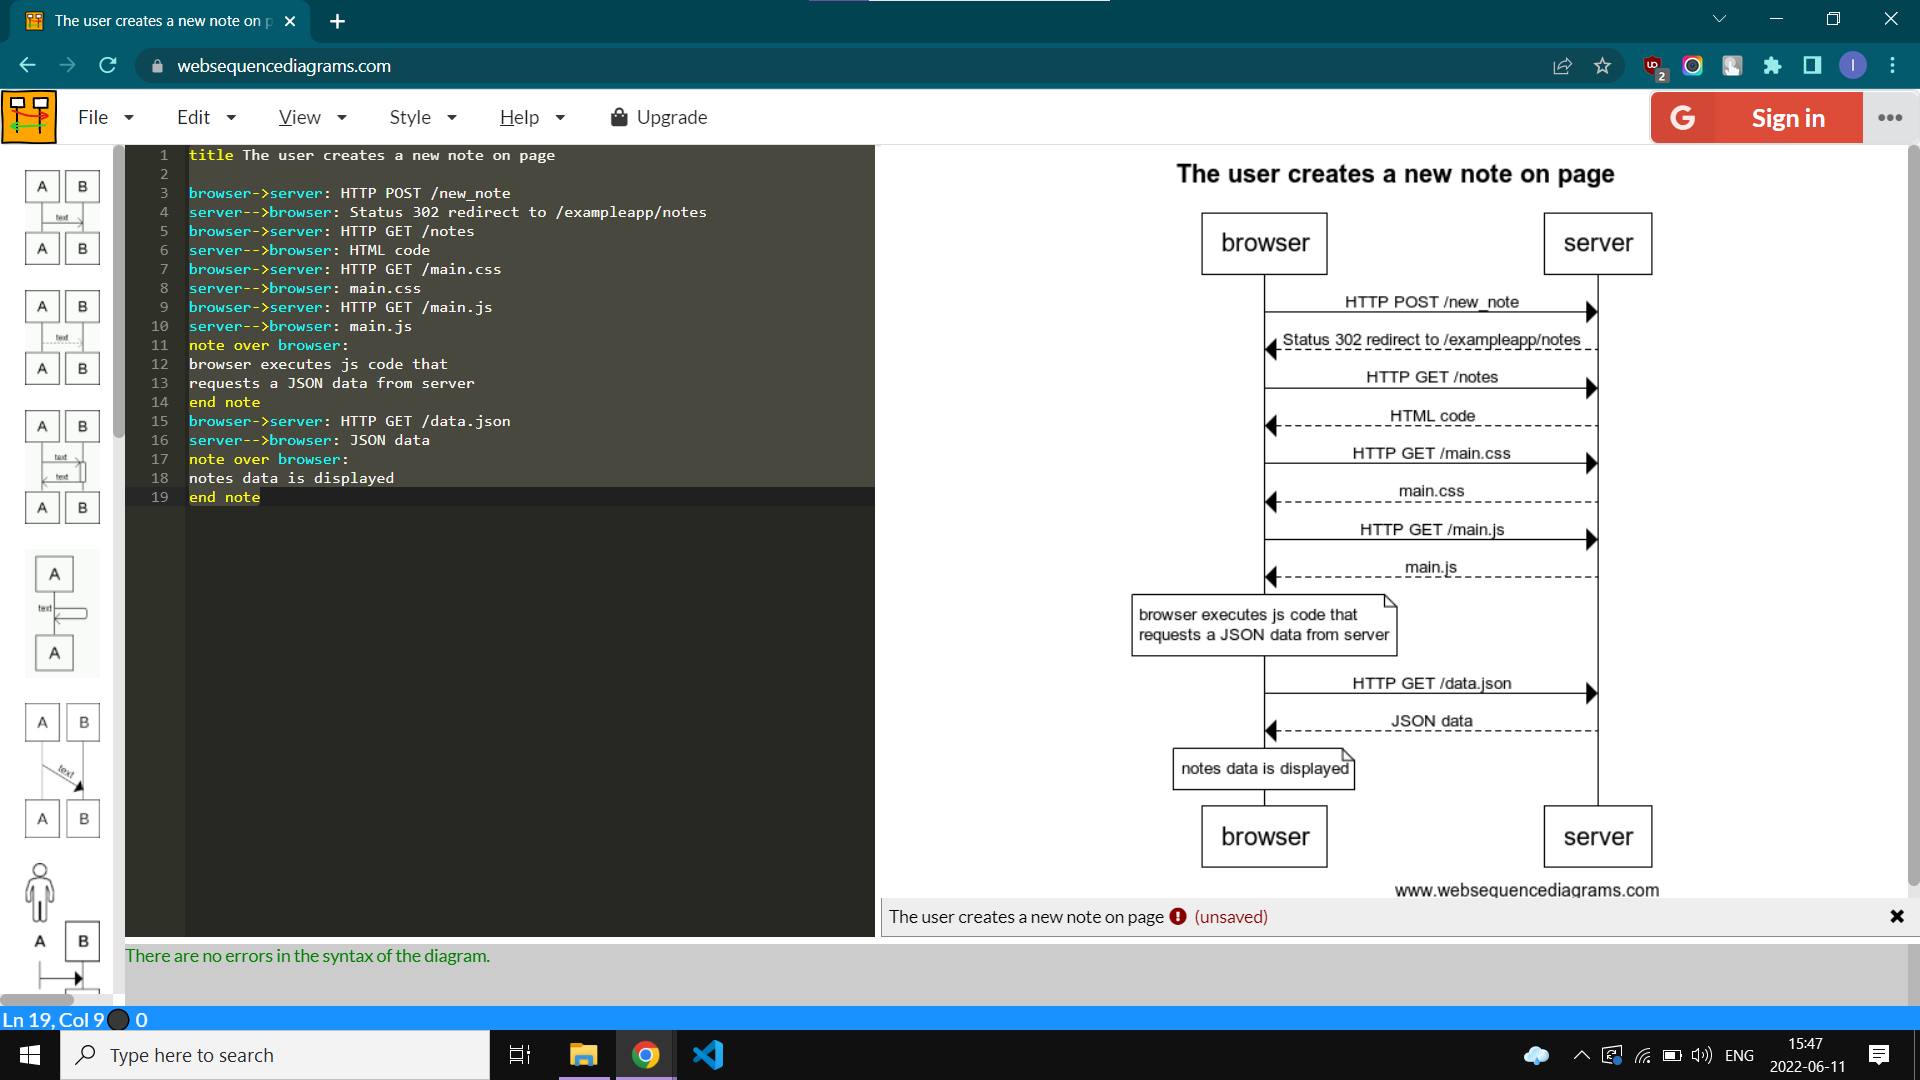 The user creates a new note on p
websequencediagrams.com
2
I
File
Edit
View
Style
Help
Upgrade
G
Sign in
A B
text
A B
A B
text
A B
A B
text
text
A B
A
text
A
A B
text
A B
A B
1 title The user creates a new note on page
2
3 browser->server: HTTP POST /new_note
4 server-->browser: Status 302 redirect to /exampleapp/notes
5 browser->server: HTTP GET /notes
6 server-->browser: HTML code
7 browser->server: HTTP GET /main.css
8 server-->browser: main.css
9 browser->server: HTTP GET /main.js
10 server-->browser: main.js
11 note over browser:
12 browser executes js code that
13 requests a JSON data from server
14 end note
15 browser->server: HTTP GET /data.json
16 server-->browser: JSON data
17 note over browser:
18 notes data is displayed
19 end note
The user creates a new note on page
browser server
HTTP POST /new_note
Status 302 redirect to /exampleapp/notes
HTTP GET /notes
HTML code
HTTP GET /main.css
main.css
HTTP GET /main.js
main.js
browser executes js code that
requests a JSON data from server
HTTP GET /data.json
JSON data
notes data is displayed
browser server
www.websequencediagrams.com
The user creates a new note on page ! (unsaved)
There are no errors in the syntax of the diagram.
Ln 19, Col 9 0
Type here to search
ENG
15:47
2022-06-11